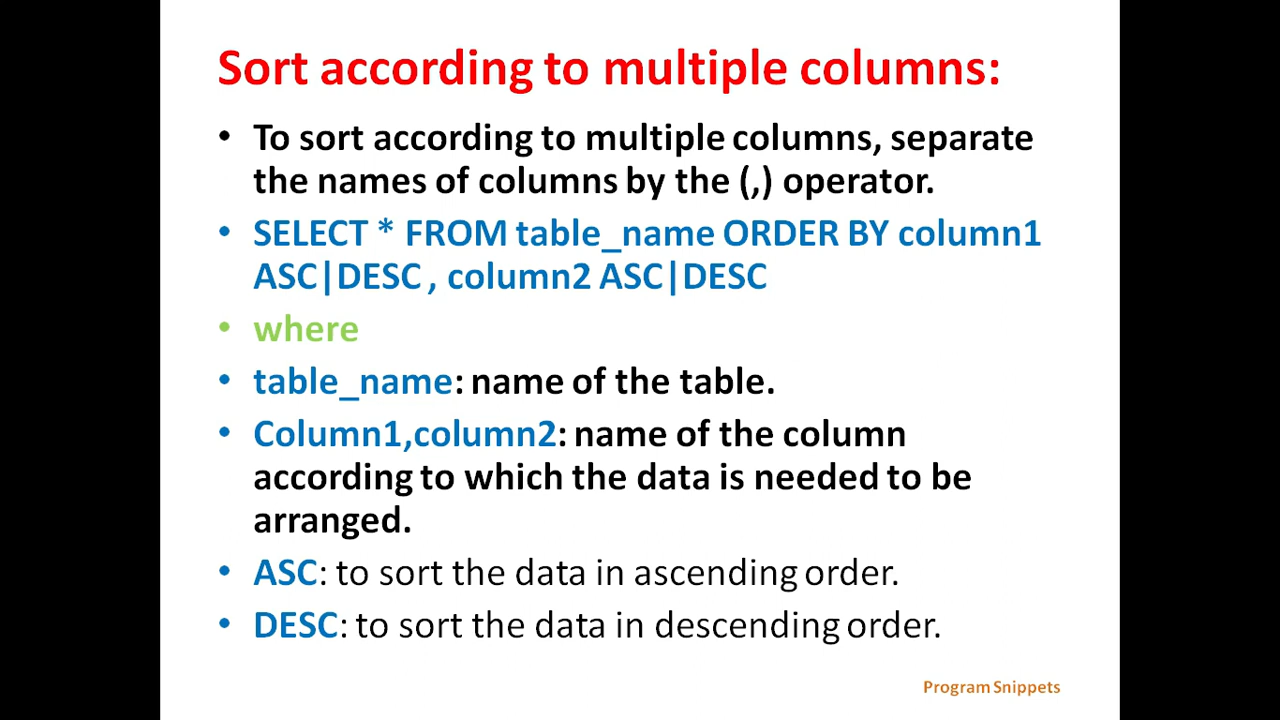 Sort according to multiple columns:
• To sort according to multiple columns, separate
the names of columns by the (,) operator.
• SELECT * FROM table_name ORDER BY column1
ASC|DESC , column2 ASC|DESC
• where
• table_name: name of the table.
• Column1,column2: name of the column
according to which the data is needed to be
arranged.
• ASC: to sort the data in ascending order.
• DESC: to sort the data in descending order.
Program Snippets